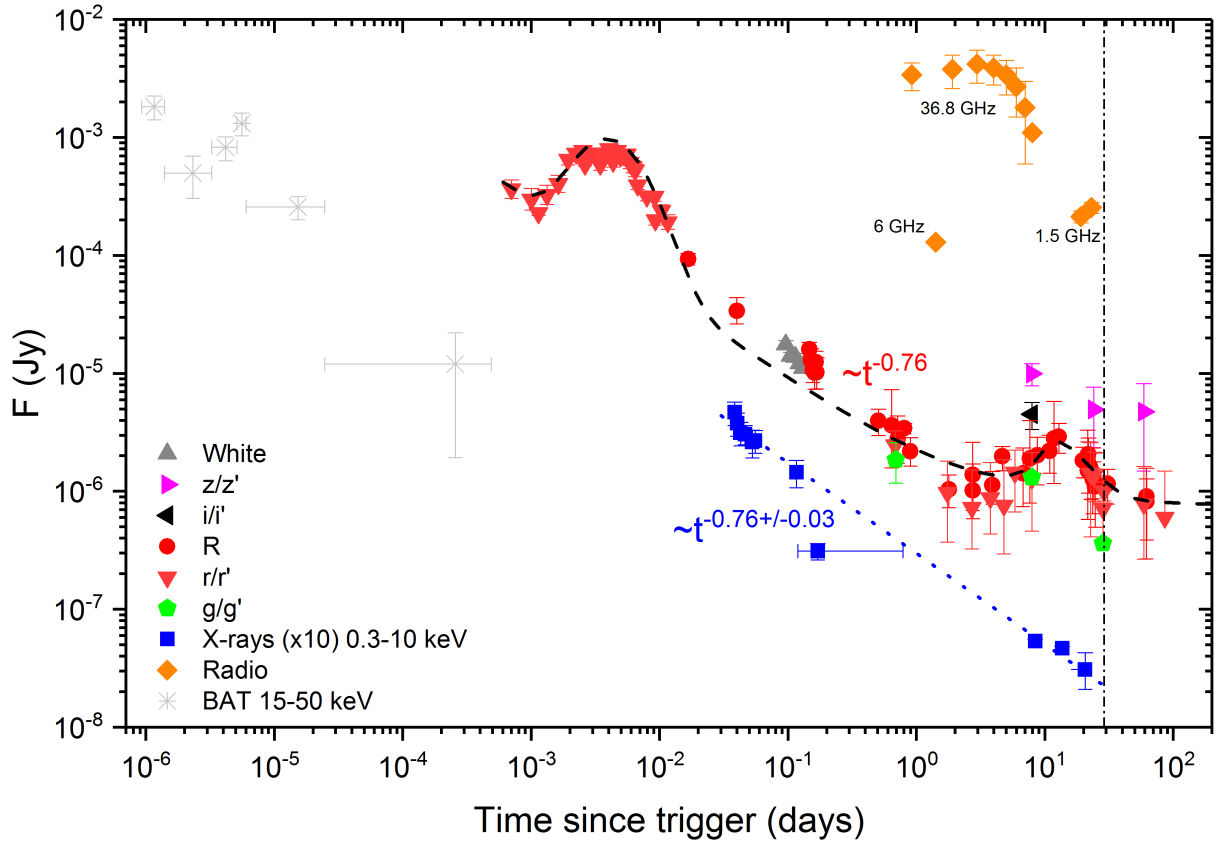 10^-2
10^-3
10^-4
10^-5
10^-6
10^-7
10^-8
F (Jy)
36.8 GHz
6 GHz
1.5 GHz
~t^-0.76
~t^-0.76+/-0.03
White
z/z'
i/i'
R
r/r'
g/g'
X-rays (x10) 0.3-10 keV
Radio
BAT 15-50 keV
10^-6 10^-5 10^-4 10^-3 10^-2 10^-1 10^0 10^1 10^2
Time since trigger (days)